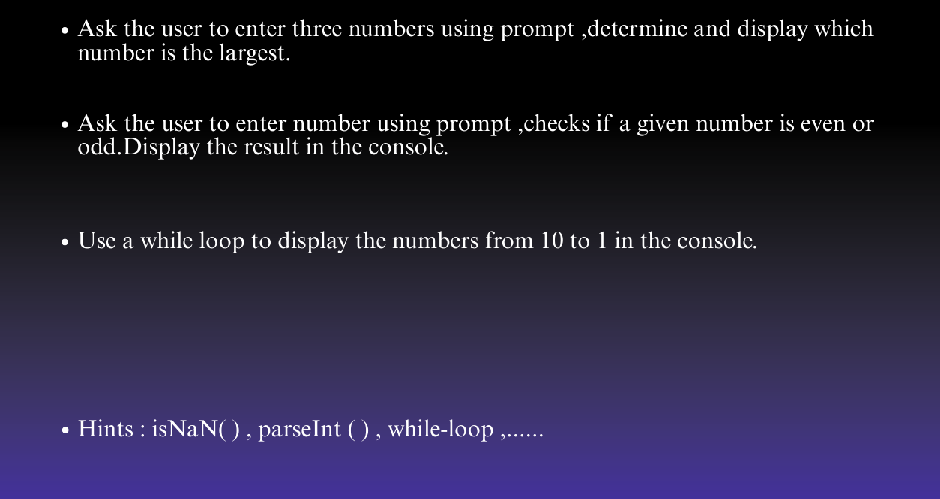 • Ask the user to enter three numbers using prompt ,determine and display which
number is the largest.
• Ask the user to enter number using prompt ,checks if a given number is even or
odd.Display the result in the console.
• Use a while loop to display the numbers from 10 to 1 in the console.
• Hints : isNaN( ) , parseInt ( ) , while-loop ,......